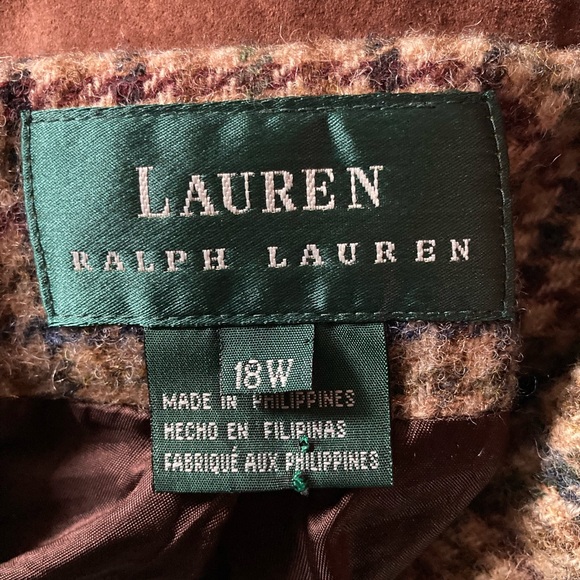 LAUREN
RALPH LAUREN
18W
MADE IN PHILIPPINES
HECHO EN FILIPINAS
FABRIQUÉ AUX PHILIPPINES